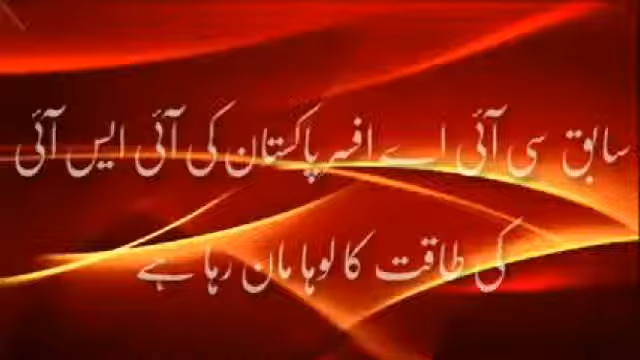 سابق سی آئی اے افسر پاکستان کی آئی ایس آئی
کی طاقت کا لوہا مان رہا ہے